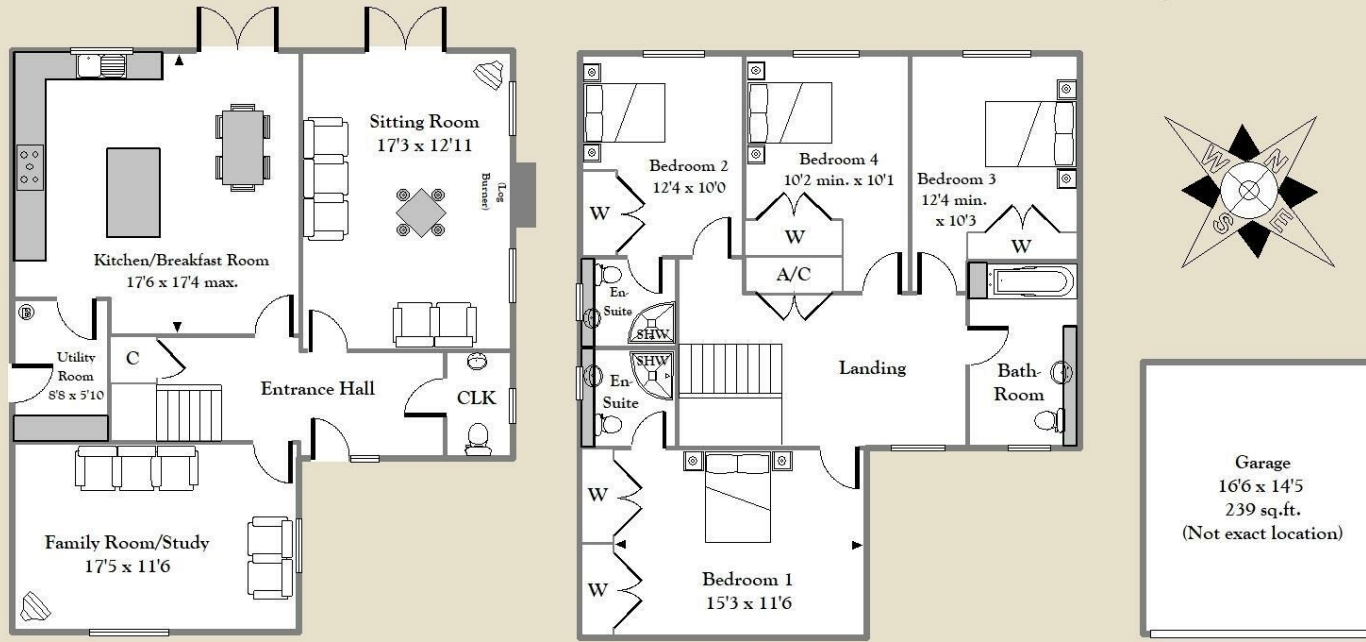 Kitchen/Breakfast Room
17'6 x 17'4 max.
Sitting Room
17'3 x 12'11
(Log
Burner)
B
Utility
Room
8'8 x 5'10
C
Entrance Hall
CLK
Family Room/Study
17'5 x 11'6
Bedroom 2
12'4 x 10'0
W
Bedroom 4
10'2 min. x 10'1
W
A/C
Bedroom 3
12'4 min.
x 10'3
W
En-
Suite
SHW
SHW
En-
Suite
Landing
Bath-
Room
W
W
Bedroom 1
15'3 x 11'6
W
N
S
E
Garage
16'6 x 14'5
239 sq.ft.
(Not exact location)